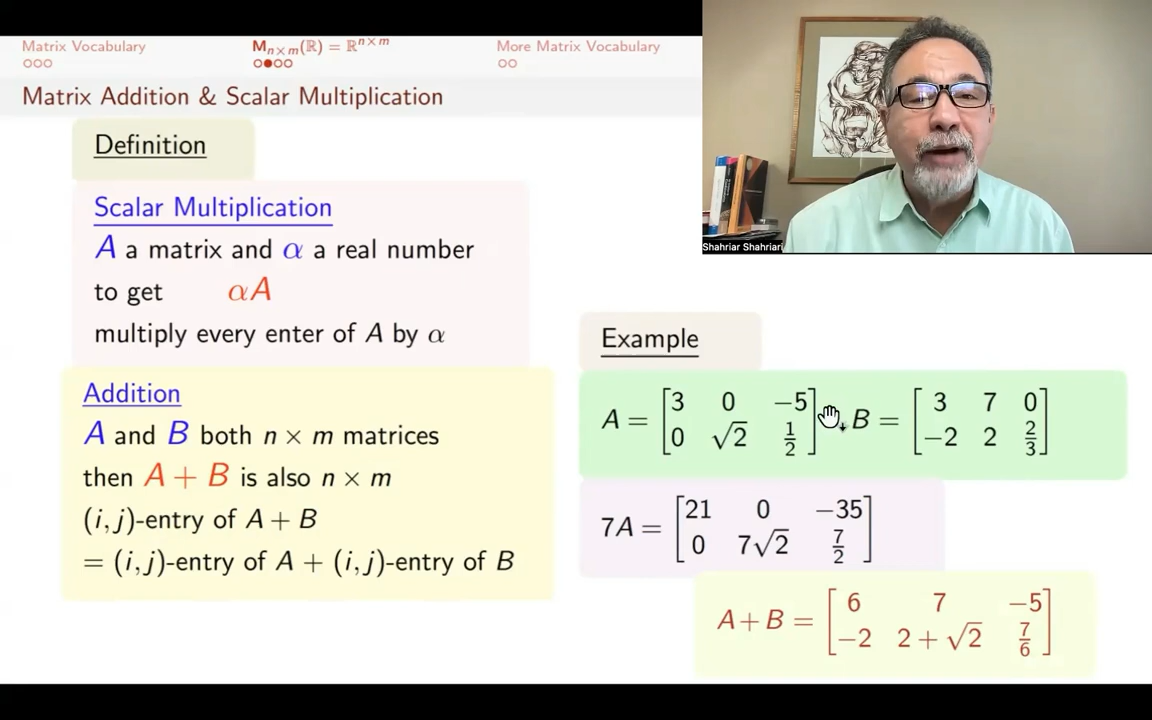 Matrix Vocabulary
M_{n×m}(ℝ) = ℝ^{n×m}
More Matrix Vocabulary
Matrix Addition & Scalar Multiplication
Definition
Scalar Multiplication
A a matrix and α a real number
to get αA
multiply every enter of A by α
Addition
A and B both n × m matrices
then A + B is also n × m
(i,j)-entry of A + B
= (i,j)-entry of A + (i,j)-entry of B
Shahriar Shahriari
Example
A = [3 0 −5; 0 √2 1/2] B = [3 7 0; −2 2 2/3]
7A = [21 0 −35; 0 7√2 7/2]
A + B = [6 7 −5; −2 2 + √2 7/6]